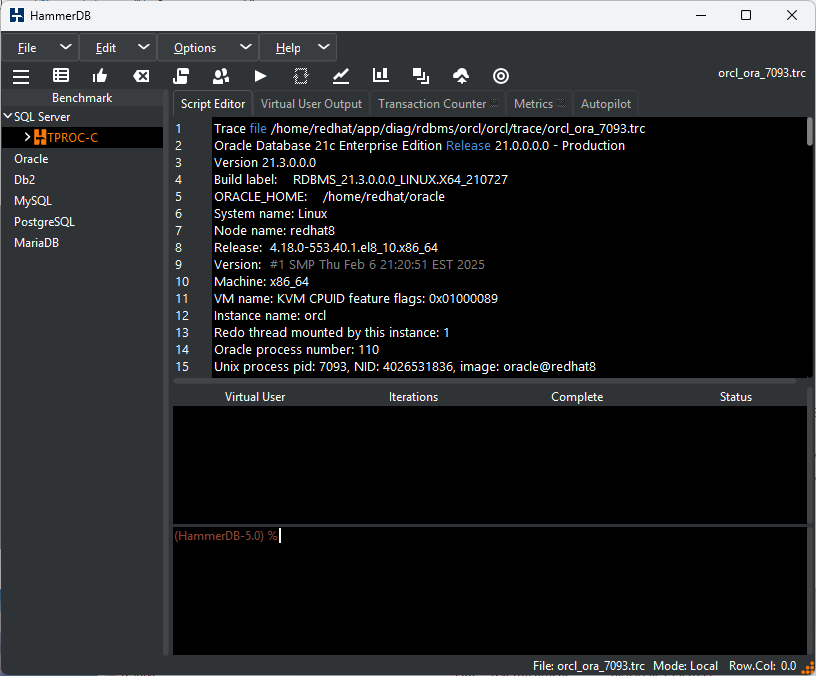 HammerDB
File Edit Options Help
orcl_ora_7093.trc
Benchmark
SQL Server
TPROC-C
Oracle
Db2
MySQL
PostgreSQL
MariaDB
Script Editor Virtual User Output Transaction Counter Metrics Autopilot
1 Trace file /home/redhat/app/diag/rdbms/orcl/orcl/trace/orcl_ora_7093.trc
2 Oracle Database 21c Enterprise Edition Release 21.0.0.0.0 - Production
3 Version 21.3.0.0.0
4 Build label: RDBMS_21.3.0.0.0_LINUX.X64_210727
5 ORACLE_HOME: /home/redhat/oracle
6 System name: Linux
7 Node name: redhat8
8 Release: 4.18.0-553.40.1.el8_10.x86_64
9 Version: #1 SMP Thu Feb 6 21:20:51 EST 2025
10 Machine: x86_64
11 VM name: KVM CPUID feature flags: 0x01000089
12 Instance name: orcl
13 Redo thread mounted by this instance: 1
14 Oracle process number: 110
15 Unix process pid: 7093, NID: 4026531836, image: oracle@redhat8
Virtual User Iterations Complete Status
(HammerDB-5.0) %
File: orcl_ora_7093.trc Mode: Local Row.Col: 0.0